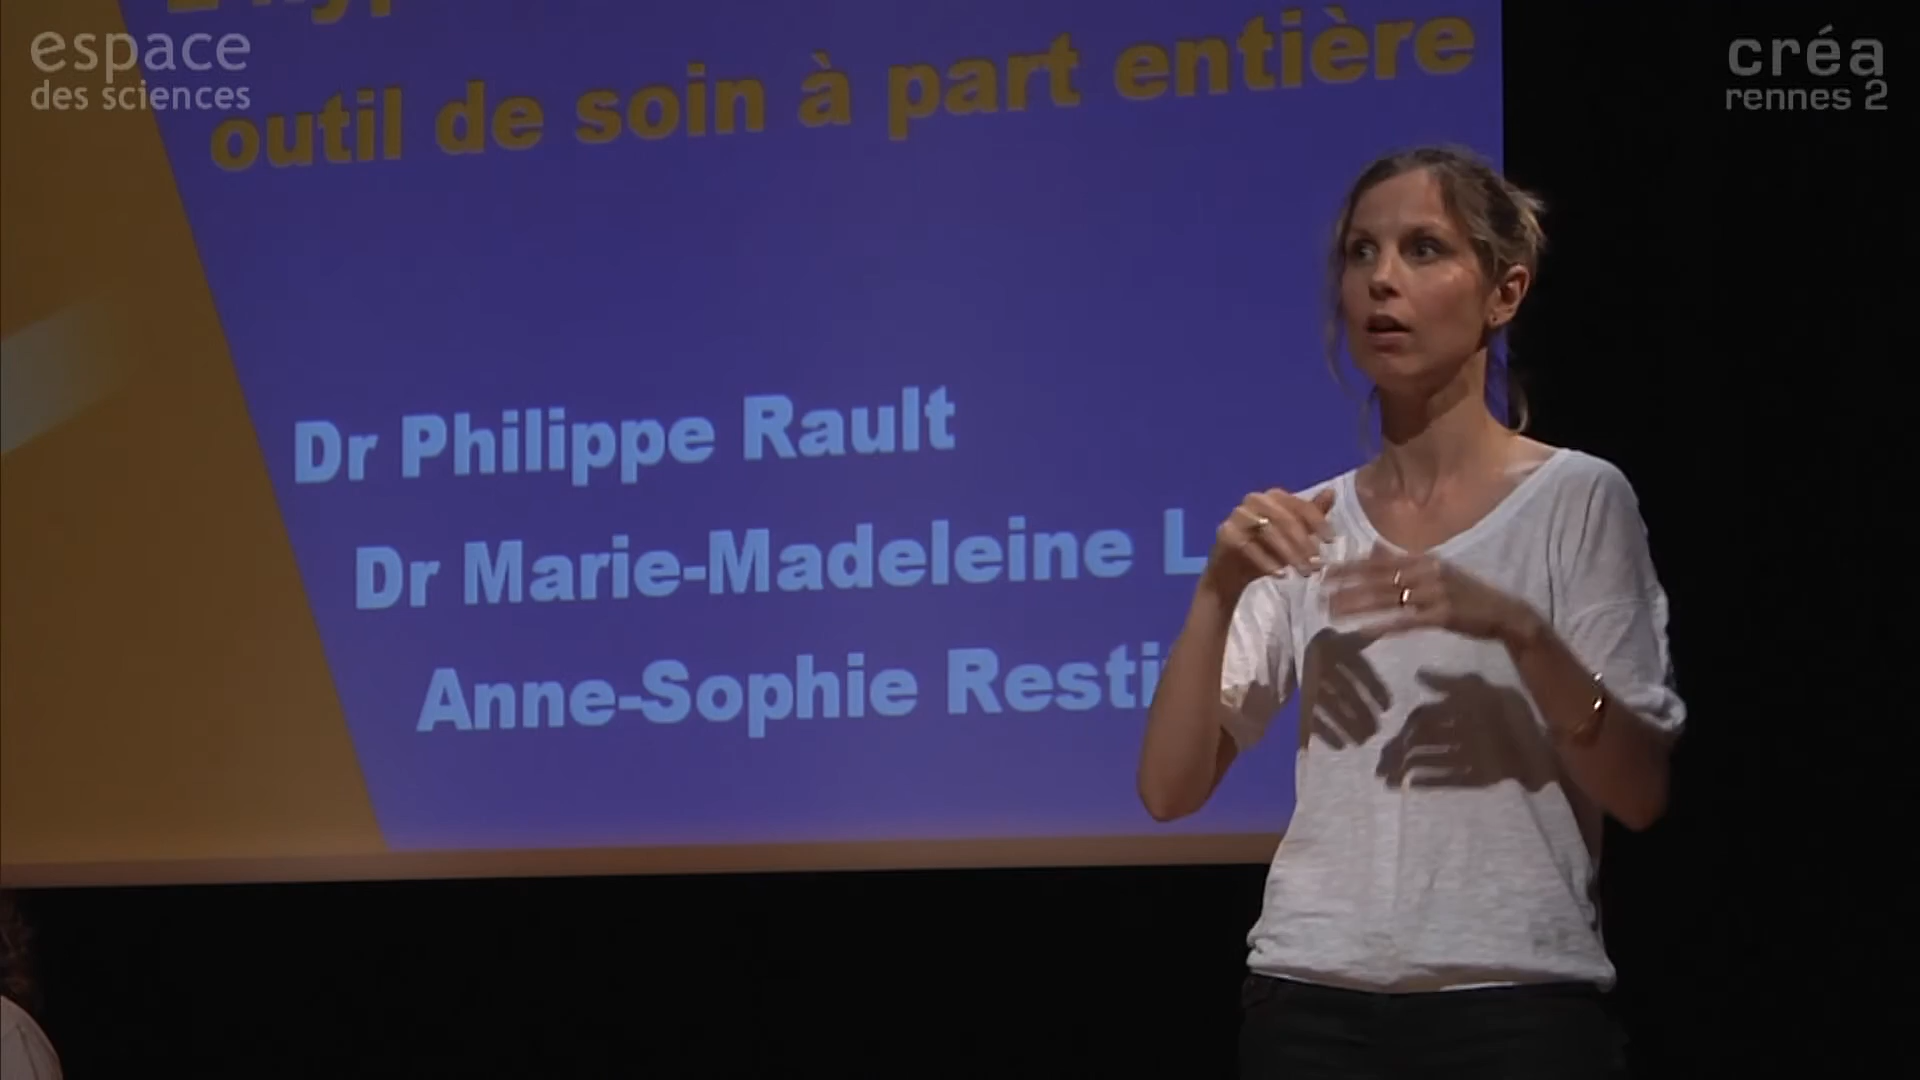 espace
des sciences
créa
rennes 2
outil de soin à part entière
Dr Philippe Rault
Dr Marie-Madeleine L
Anne-Sophie Resti